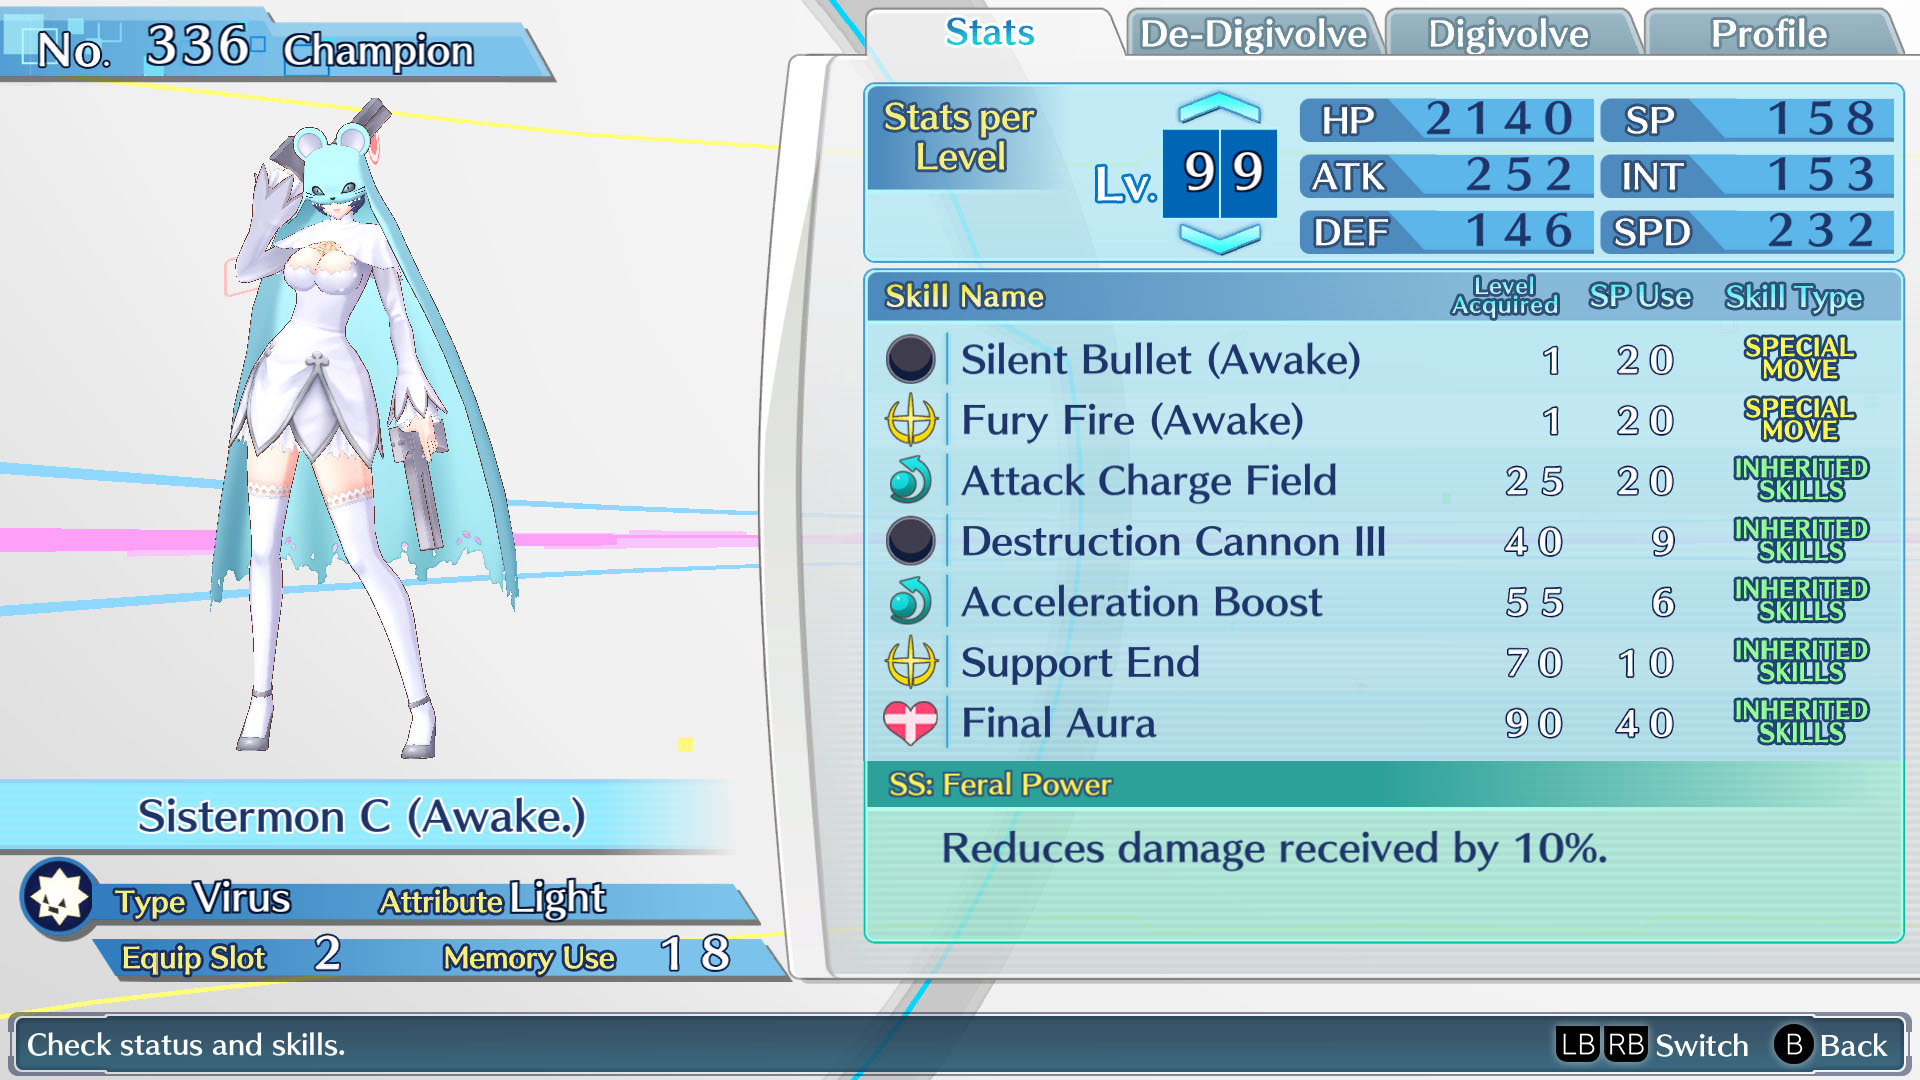 No. 336 Champion
Stats De-Digivolve Digivolve Profile
Stats per
Level
Lv. 99
HP 2140 SP 158
ATK 252 INT 153
DEF 146 SPD 232
Skill Name Level Acquired SP Use Skill Type
Silent Bullet (Awake) 1 20 SPECIAL MOVE
Fury Fire (Awake) 1 20 SPECIAL MOVE
Attack Charge Field 25 20 INHERITED SKILLS
Destruction Cannon III 40 9 INHERITED SKILLS
Acceleration Boost 55 6 INHERITED SKILLS
Support End 70 10 INHERITED SKILLS
Final Aura 90 40 INHERITED SKILLS
SS: Feral Power
Reduces damage received by 10%.
Sistermon C (Awake.)
Type Virus Attribute Light
Equip Slot 2 Memory Use 18
Check status and skills.
LB RB Switch B Back